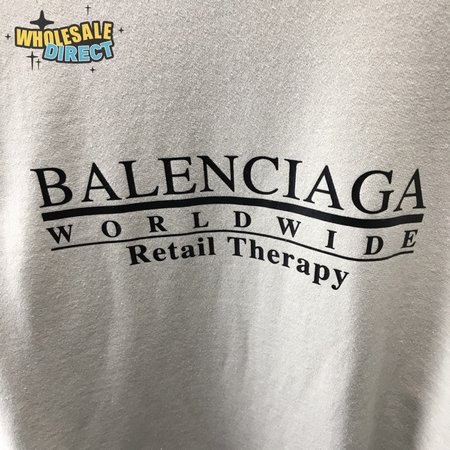 WHOLESALE
DIRECT
BALENCIAGA
WORLDWIDE
Retail Therapy